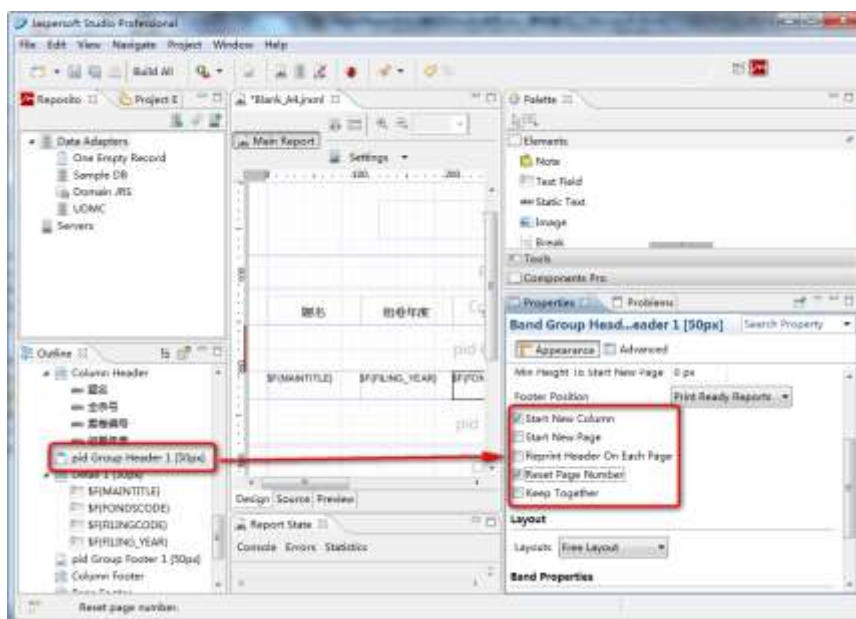 Jaspersoft Studio Professional
File Edit View Navigate Project Window Help
Build All
Reposito
Project E
Data Adapters
One Empty Record
Sample DB
Domain JRS
UDMC
Servers
*Blank_A4.jrxml
Main Report
Settings
题名
$F{MAINTITLE}
$F{FILING_YEAR}
Design Source Preview
Report State
Console Errors Statistics
Palette
Elements
Note
Text Field
Static Text
Image
Break
Tools
Components Pro
Properties
Problems
Band Group Head...eader 1 [50px]
Search Property
Appearance
Advanced
Min Height To Start New Page 0 px
Footer Position Print Ready Reports
Start New Column
Start New Page
Reprint Header On Each Page
Reset Page Number
Keep Together
Layout
Layouts Free Layout
Band Properties
Outline
Column Header
题名
全宗号
pid Group Header 1 [50px]
Detail 1 [50px]
$F{MAINTITLE}
$F{FONDSCODE}
$F{FILINGCODE}
$F{FILING_YEAR}
pid Group Footer 1 [50px]
Column Footer
Reset page number.